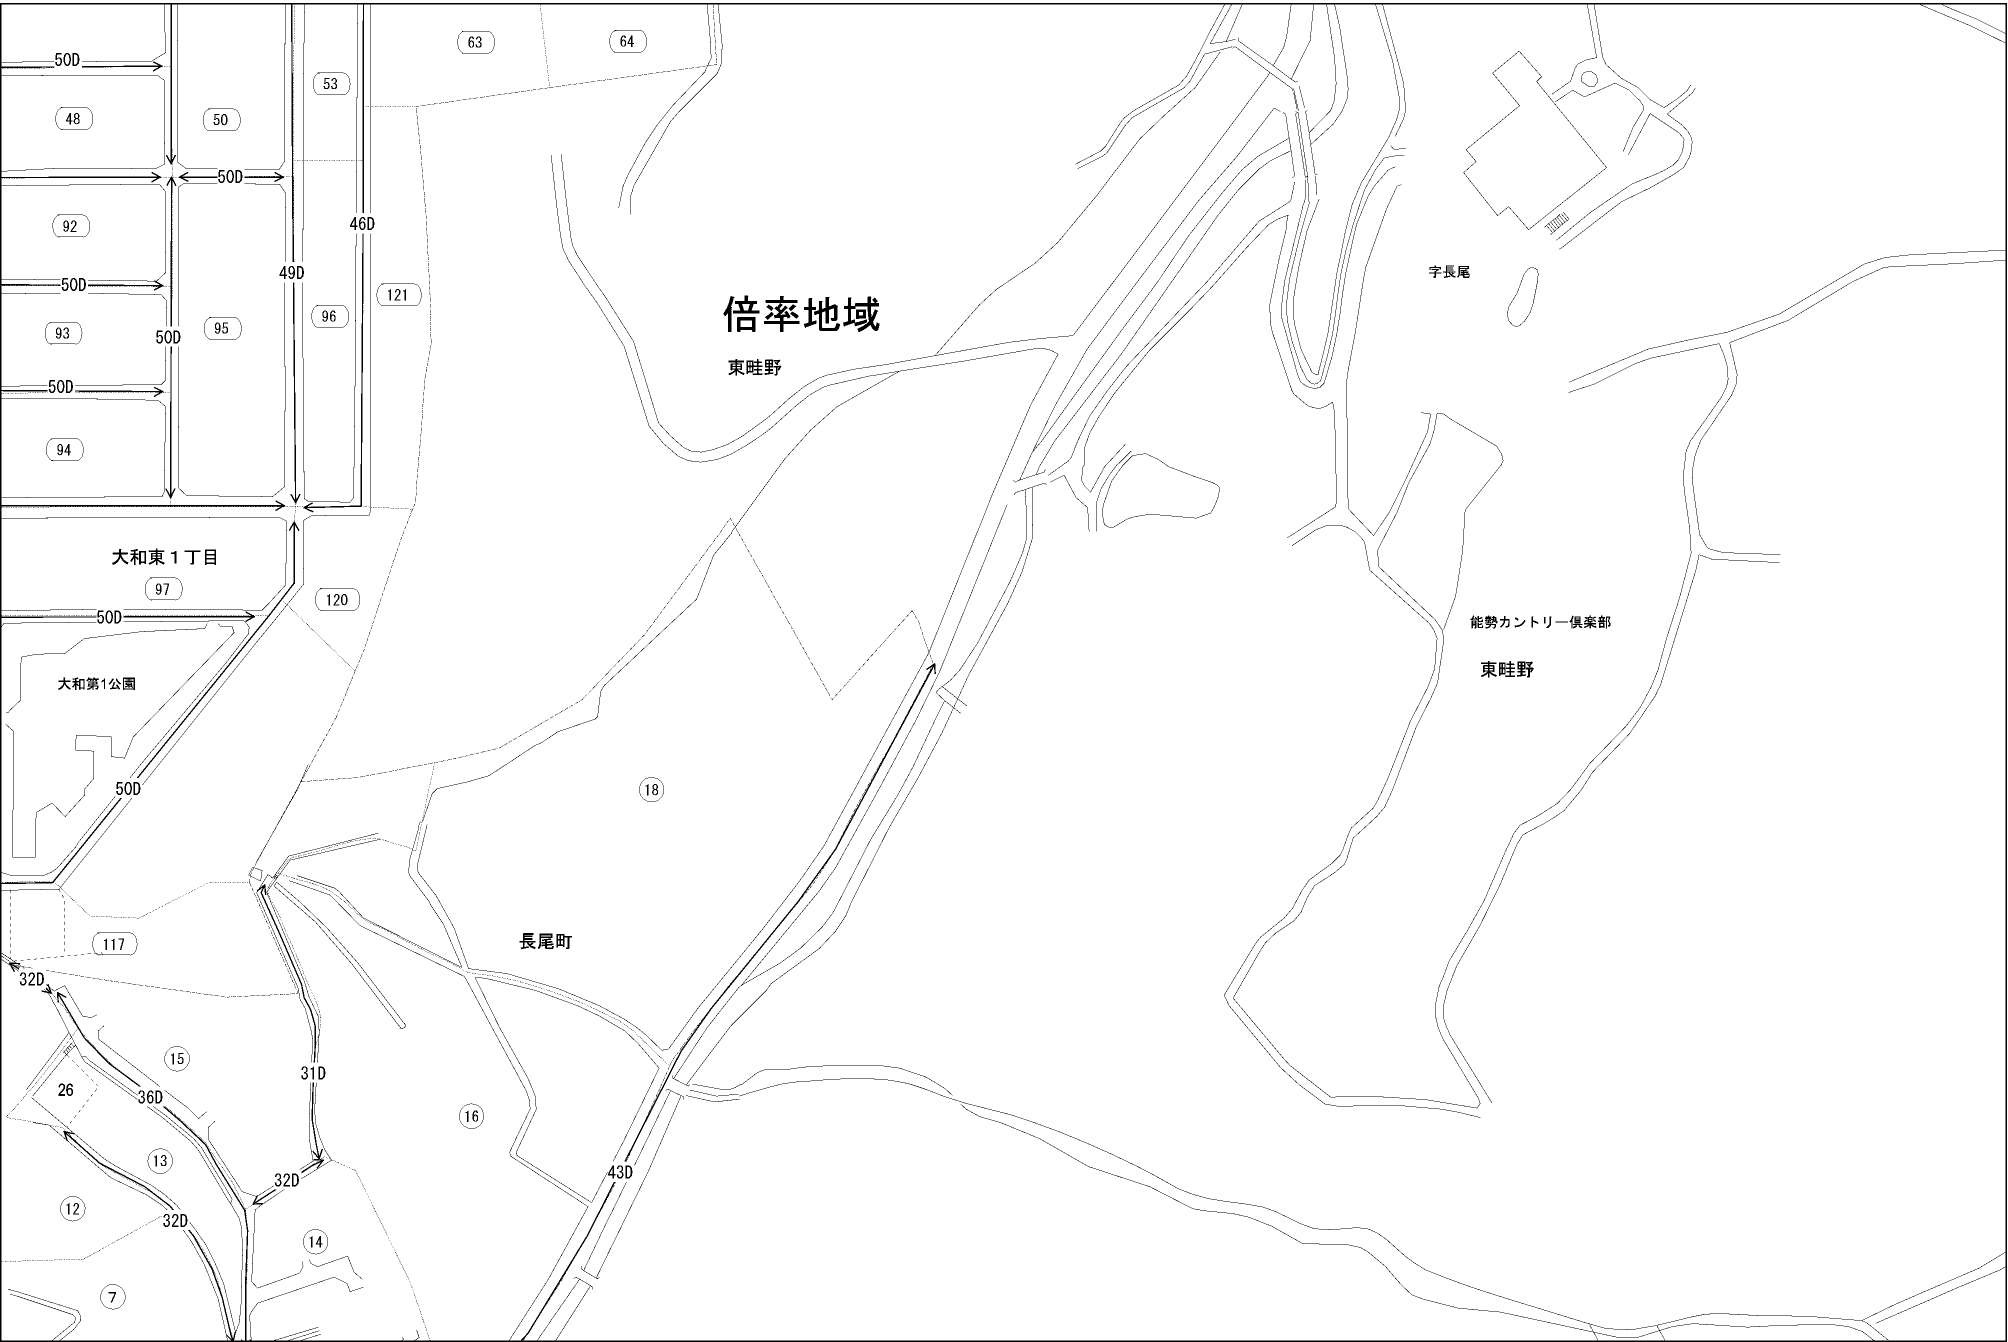 63
64
50D
53
48
50
50D
92
46D
49D
50D
121
96
倍率地域
字長尾
93
95
50D
東畦野
50D
94
大和東１丁目
97
120
50D
能勢カントリー倶楽部
東畦野
大和第1公園
50D
18
117
長尾町
32D
15
31D
26
36D
16
13
43D
32D
12
32D
14
7